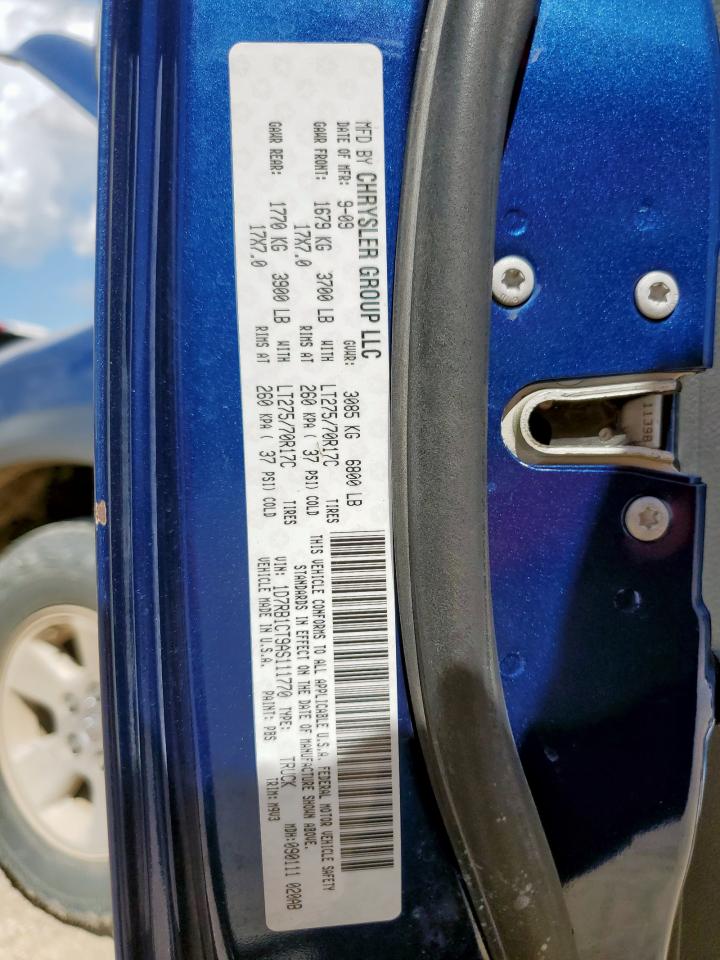 MFD BY CHRYSLER GROUP LLC
DATE OF MFR: 9-09 GVWR: 3085 KG 6800 LB
GAWR FRONT: 1679 KG 3700 LB WITH LT275/70R17C TIRES
17X7.0 RIMS AT 260 KPA ( 37 PSI) COLD
GAWR REAR: 1770 KG 3900 LB WITH LT275/70R17C TIRES
17X7.0 RIMS AT 260 KPA ( 37 PSI) COLD
THIS VEHICLE CONFORMS TO ALL APPLICABLE U.S.A. FEDERAL MOTOR VEHICLE SAFETY
STANDARDS IN EFFECT ON THE DATE OF MANUFACTURE SHOWN ABOVE.
VIN: 1D7RB1CT9AS111770 TYPE: TRUCK MDH:090111 020AB
VEHICLE MADE IN U.S.A. PAINT: PBS TRIM: M9V3